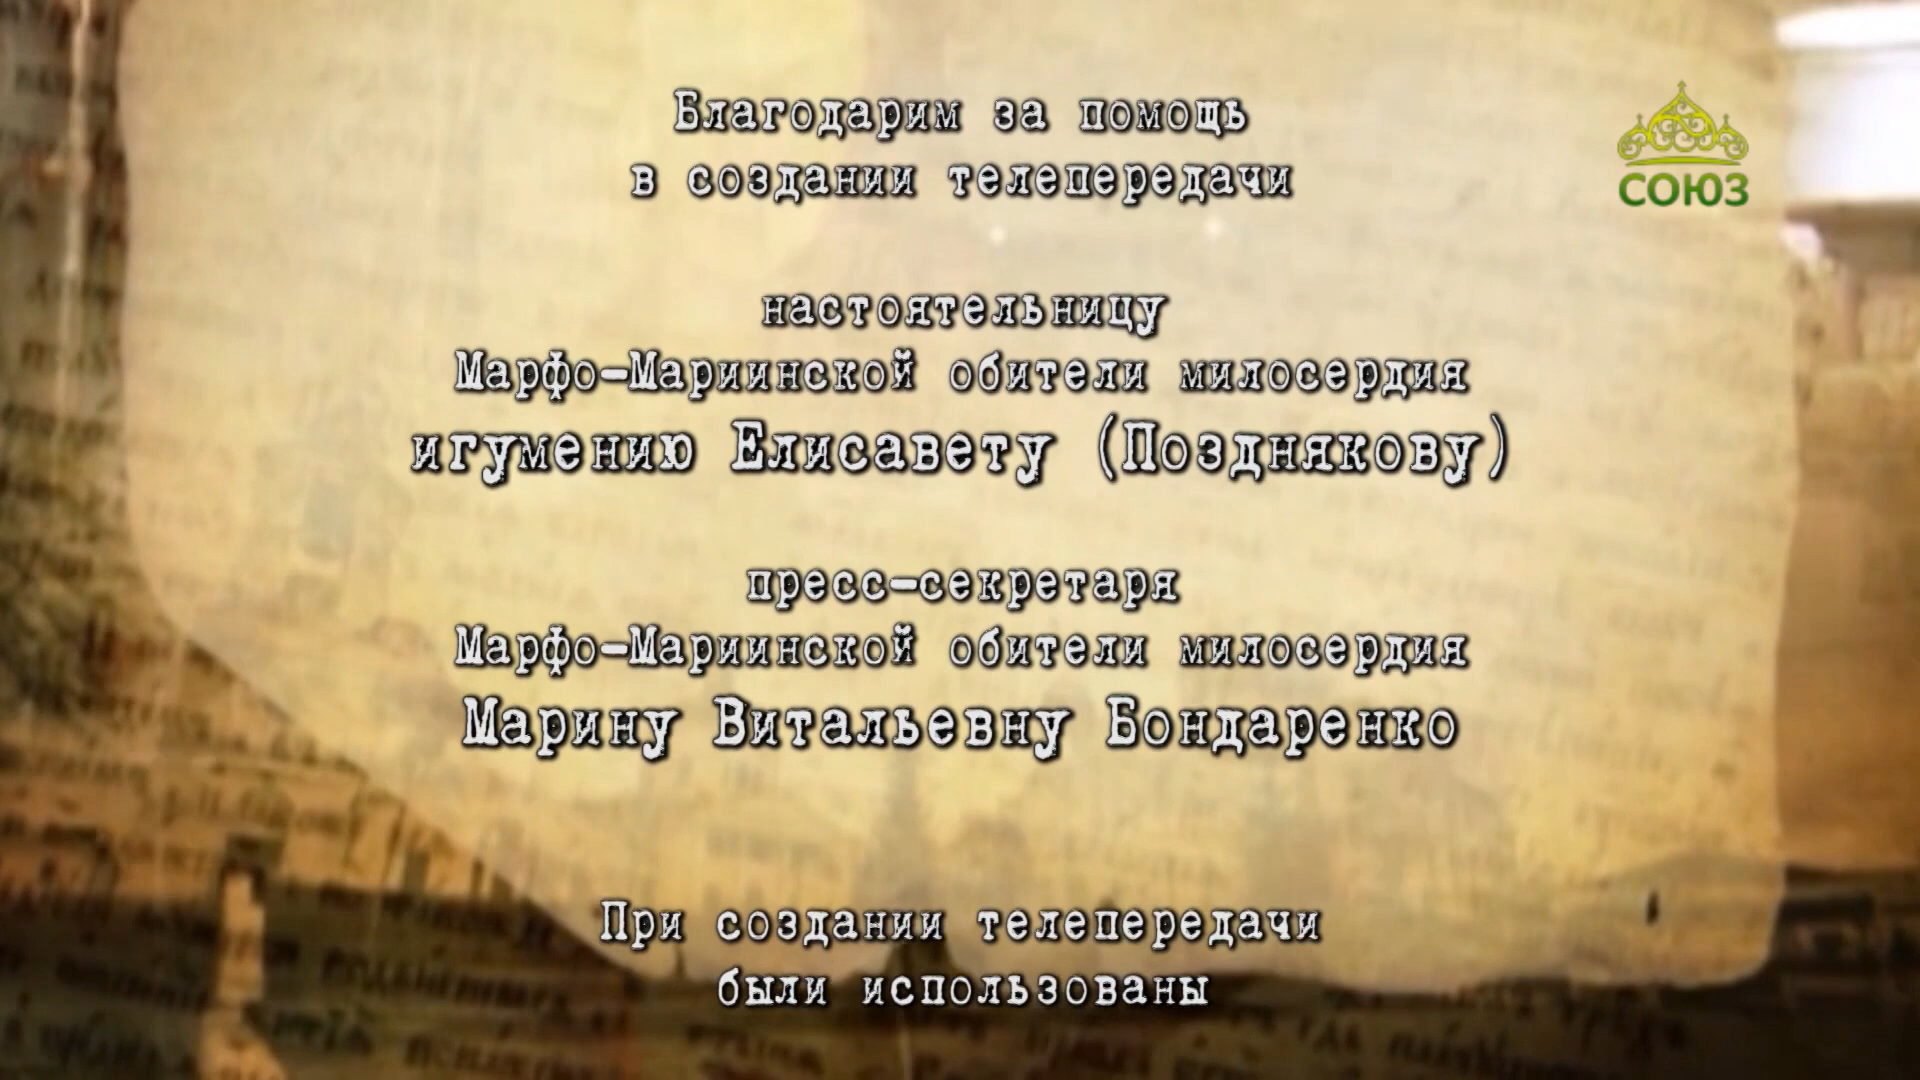 Благодарим за помощь
в создании телепередачи
СОЮЗ
настоятельницу
Марфо-Мариинской обители милосердия
игумению Елисавету (Позднякову)
пресс-секретаря
Марфо-Мариинской обители милосердия
Марину Витальевну Бондаренко
При создании телепередачи
были использованы